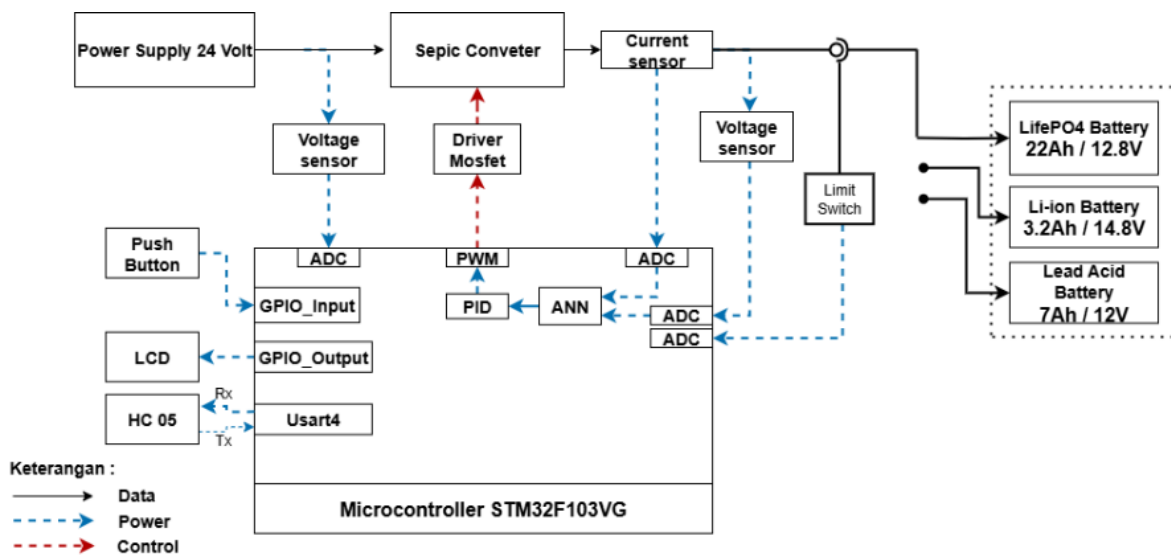 Power Supply 24 Volt
Sepic Conveter
Current
sensor
Voltage
sensor
Driver
Mosfet
Voltage
sensor
Limit
Switch
LifePO4 Battery
22Ah / 12.8V
Li-ion Battery
3.2Ah / 14.8V
Lead Acid
Battery
7Ah / 12V
Push
Button
LCD
HC 05
Rx
Tx
ADC
PWM
ADC
GPIO_Input
PID
ANN
ADC
ADC
GPIO_Output
Usart4
Microcontroller STM32F103VG
Keterangan :
Data
Power
Control